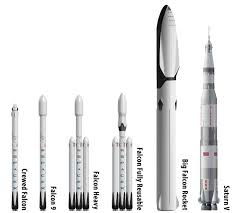 Crewed Falcon
Falcon 9
Falcon Heavy
Falcon Fully Reusable
Big Falcon Rocket
Saturn V